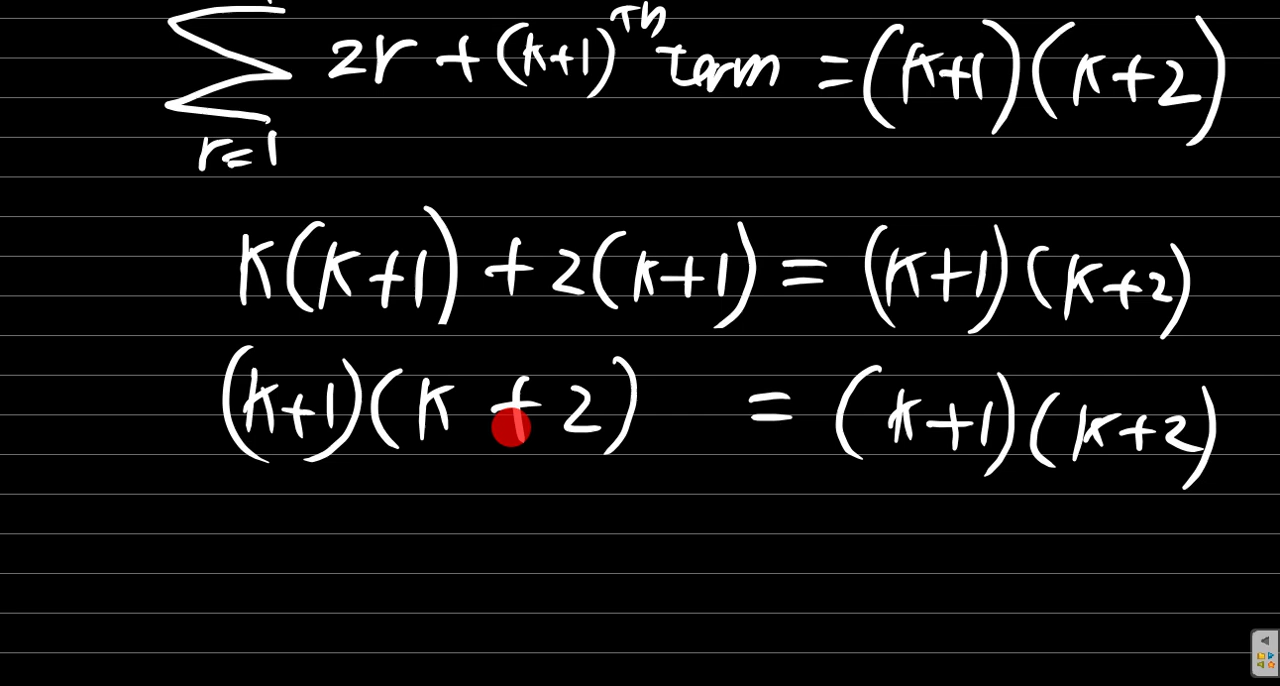 ∑ 2r + (k+1)ᵀʰ term = (k+1)(k+2)
r=1
k(k+1) + 2(k+1) = (k+1)(k+2)
(k+1)(k + 2) = (k+1)(k+2)